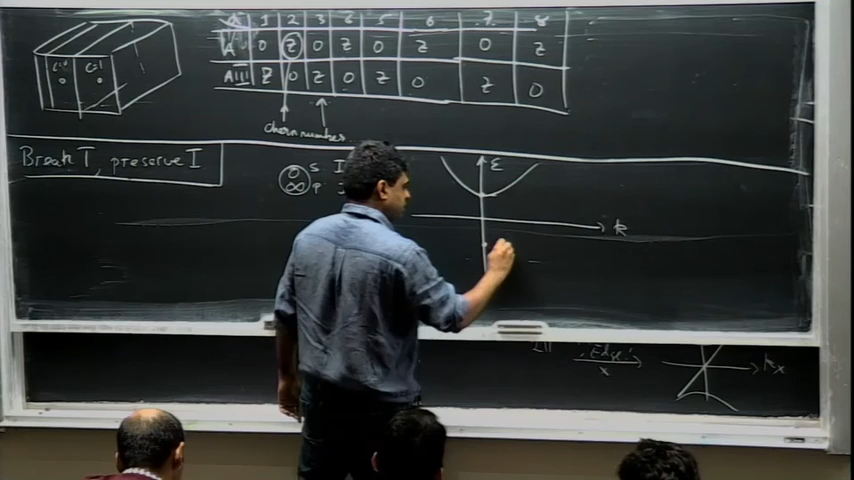 1 2 3 4 5 6 7 8
A 0 Z 0 Z 0 Z 0 Z
AIII Z 0 Z 0 Z 0 Z 0
chern number
Break T, preserve I
S
P
ε
k
Edge
x
kx